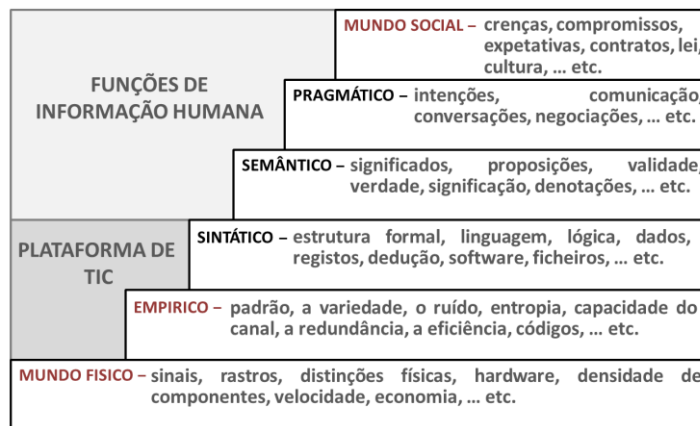 MUNDO SOCIAL – crenças, compromissos,
expetativas, contratos, lei,
cultura, ... etc.
FUNÇÕES DE
INFORMAÇÃO HUMANA
PRAGMÁTICO – intenções, comunicação,
conversações, negociações, ... etc.
SEMÂNTICO – significados, proposições, validade,
verdade, significação, denotações, ... etc.
PLATAFORMA DE
TIC
SINTÁTICO – estrutura formal, linguagem, lógica, dados,
registos, dedução, software, ficheiros, ... etc.
EMPIRICO – padrão, a variedade, o ruído, entropia, capacidade do
canal, a redundância, a eficiência, códigos, ... etc.
MUNDO FISICO – sinais, rastros, distinções físicas, hardware, densidade de
componentes, velocidade, economia, ... etc.